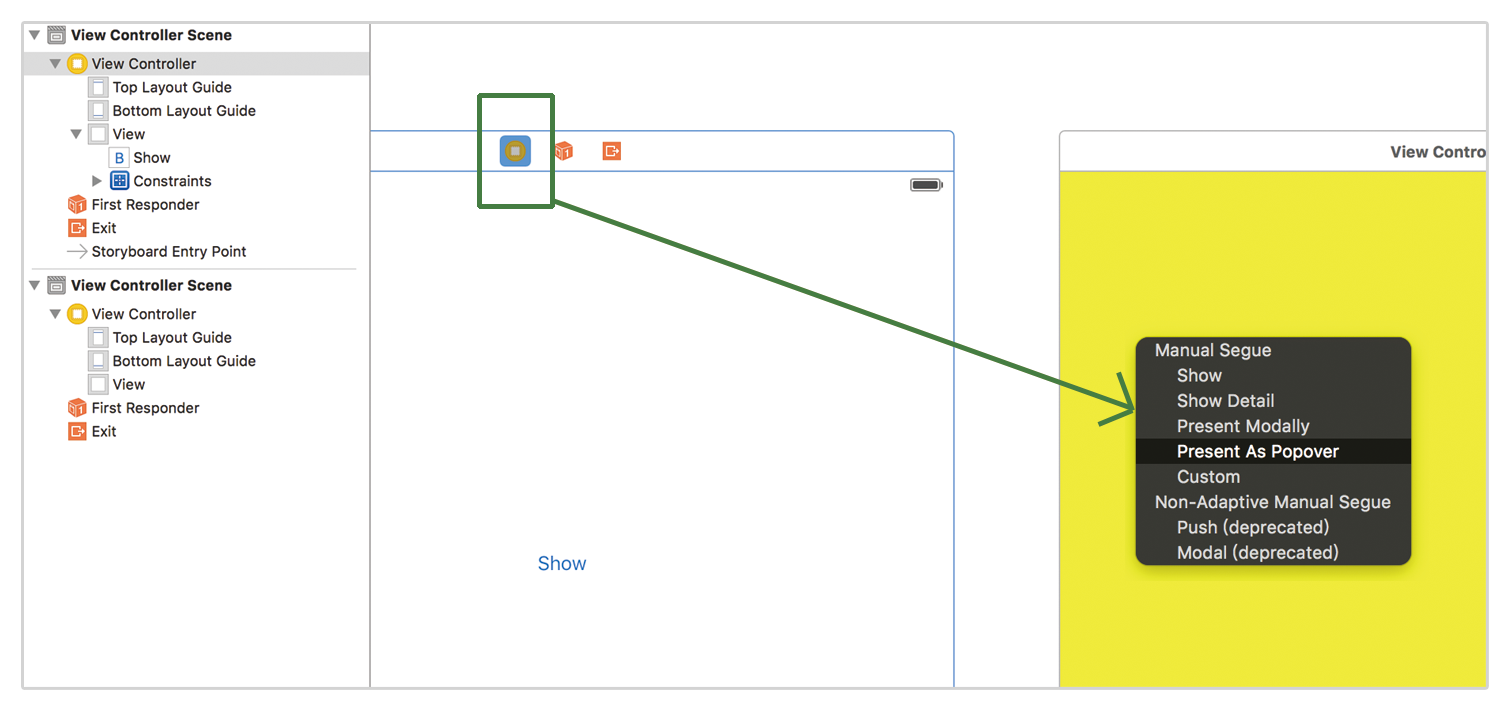 View Controller Scene
View Controller
Top Layout Guide
Bottom Layout Guide
View
B Show
Constraints
First Responder
Exit
Storyboard Entry Point
View Controller Scene
View Controller
Top Layout Guide
Bottom Layout Guide
View
First Responder
Exit
Show
View Contro
Manual Segue
Show
Show Detail
Present Modally
Present As Popover
Custom
Non-Adaptive Manual Segue
Push (deprecated)
Modal (deprecated)